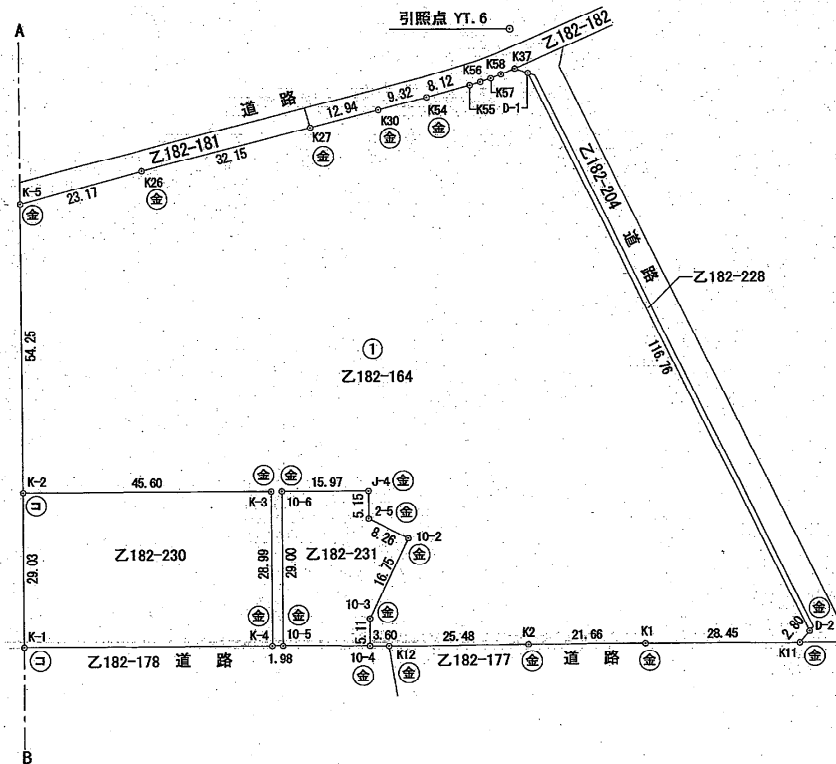 引照点 YT.6
A
乙182-182
道路
K56
K58
K37
8.12
9.32
12.94
K57
K55
D-1
K54
金
K30
金
K27
金
乙182-181
32.15
K-5
金
23.17
K26
金
乙182-204
道路
乙182-228
116.76
54.25
①
乙182-164
K-2
コ
45.60
金
金
15.97
J-4
金
K-3
10-6
5.15
2-5
金
8.26
10-2
金
乙182-230
28.99
29.00
乙182-231
16.75
29.03
金
金
10-3
金
5.11
金
D-2
2.80
K-1
コ
K-4
10-5
3.60
25.48
K2
21.66
K1
28.45
K11
金
乙182-178 道路
1.98
10-4
金
K12
金
乙182-177 道路
金
金
B